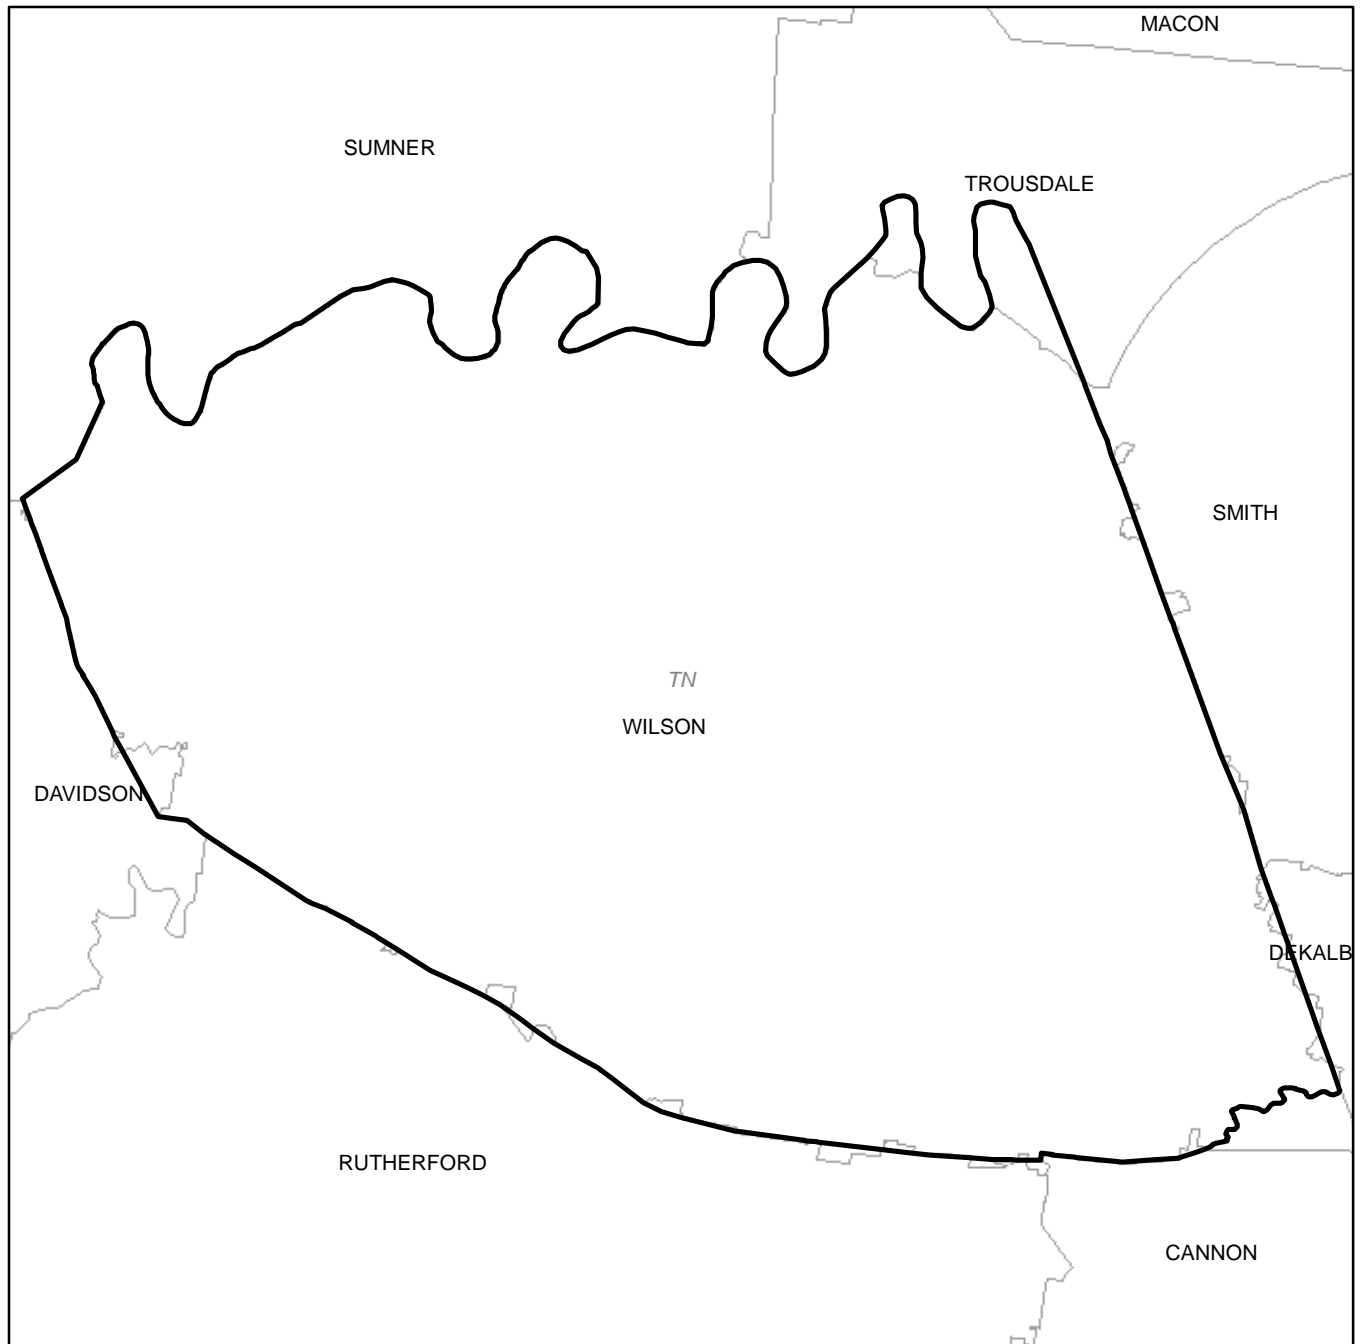 MACON
SUMNER
TROUSDALE
SMITH
TN
WILSON
DAVIDSON
DEKALB
RUTHERFORD
CANNON